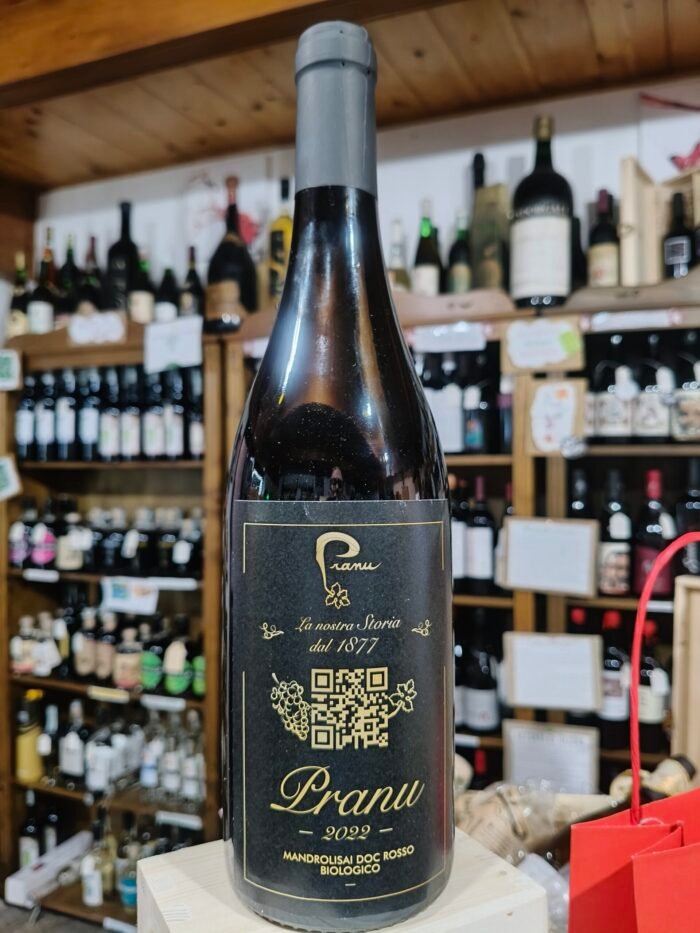 Pranu
La nostra Storia
dal 1877
Pranu
— 2022 —
MANDROLISAI DOC ROSSO
BIOLOGICO